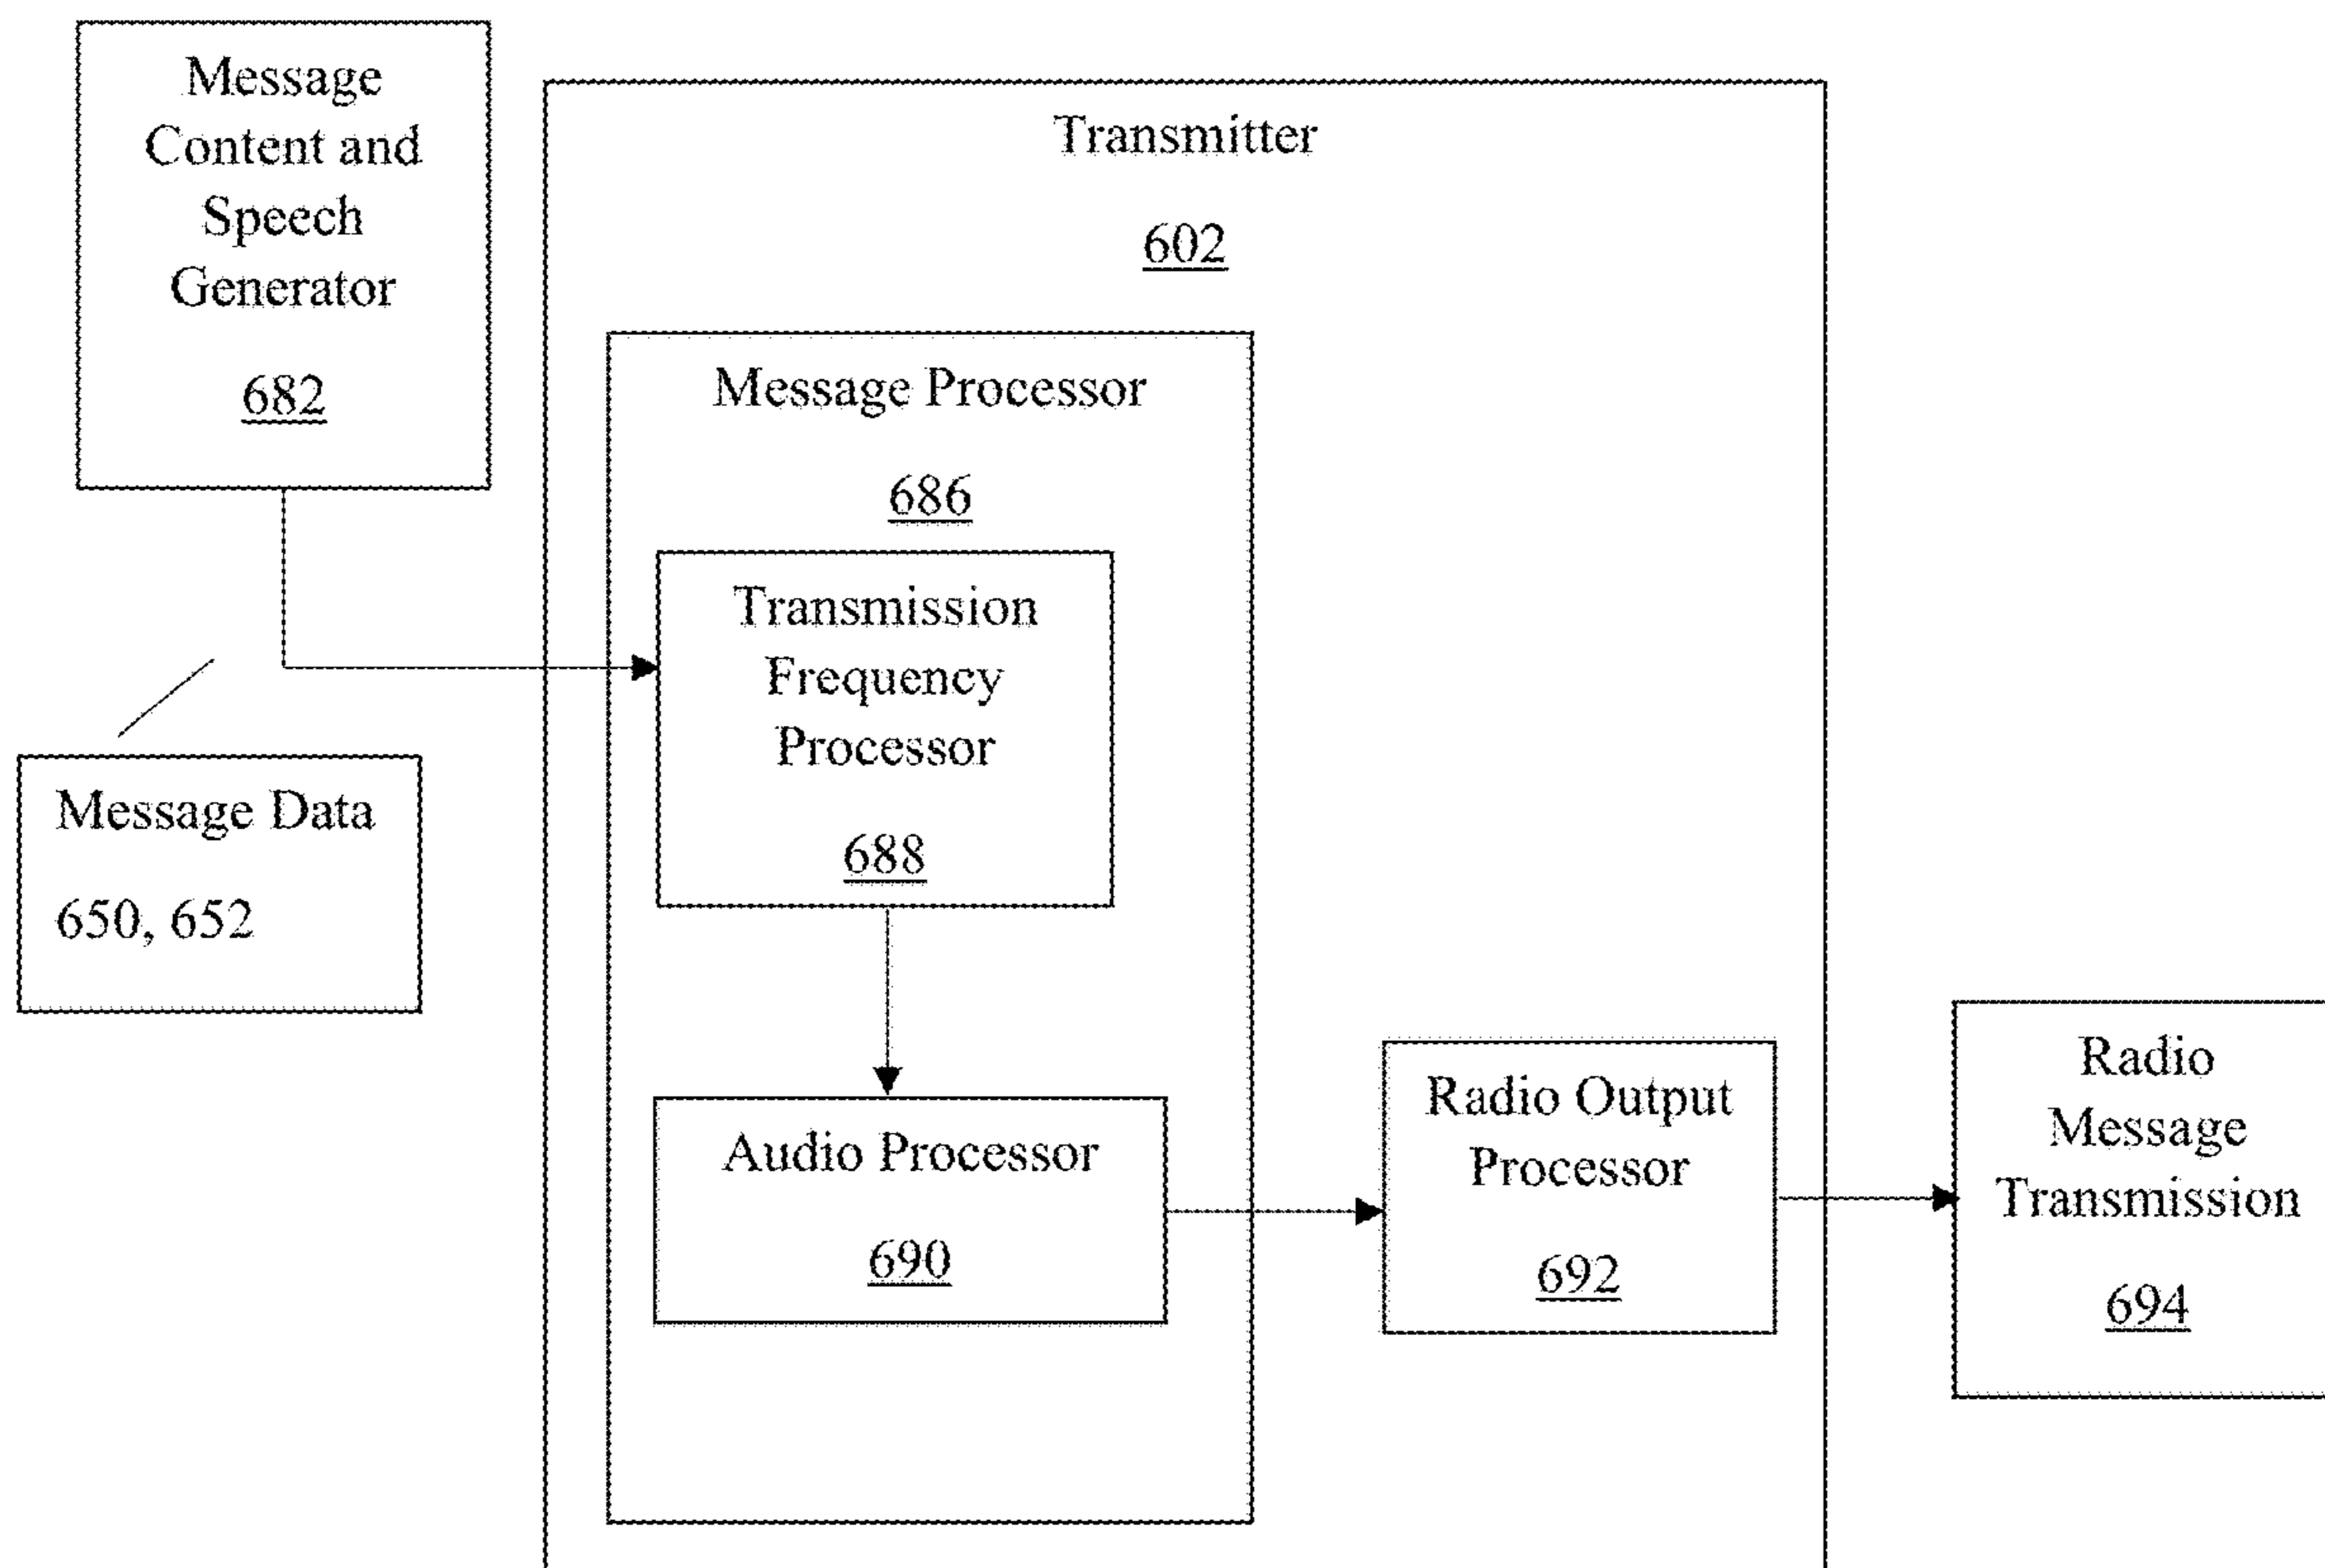 Message
Content and
Speech
Generator
682
Transmitter
602
Message Processor
686
Transmission
Frequency
Processor
688
Message Data
650, 652
Audio Processor
690
Radio Output
Processor
692
Radio
Message
Transmission
694